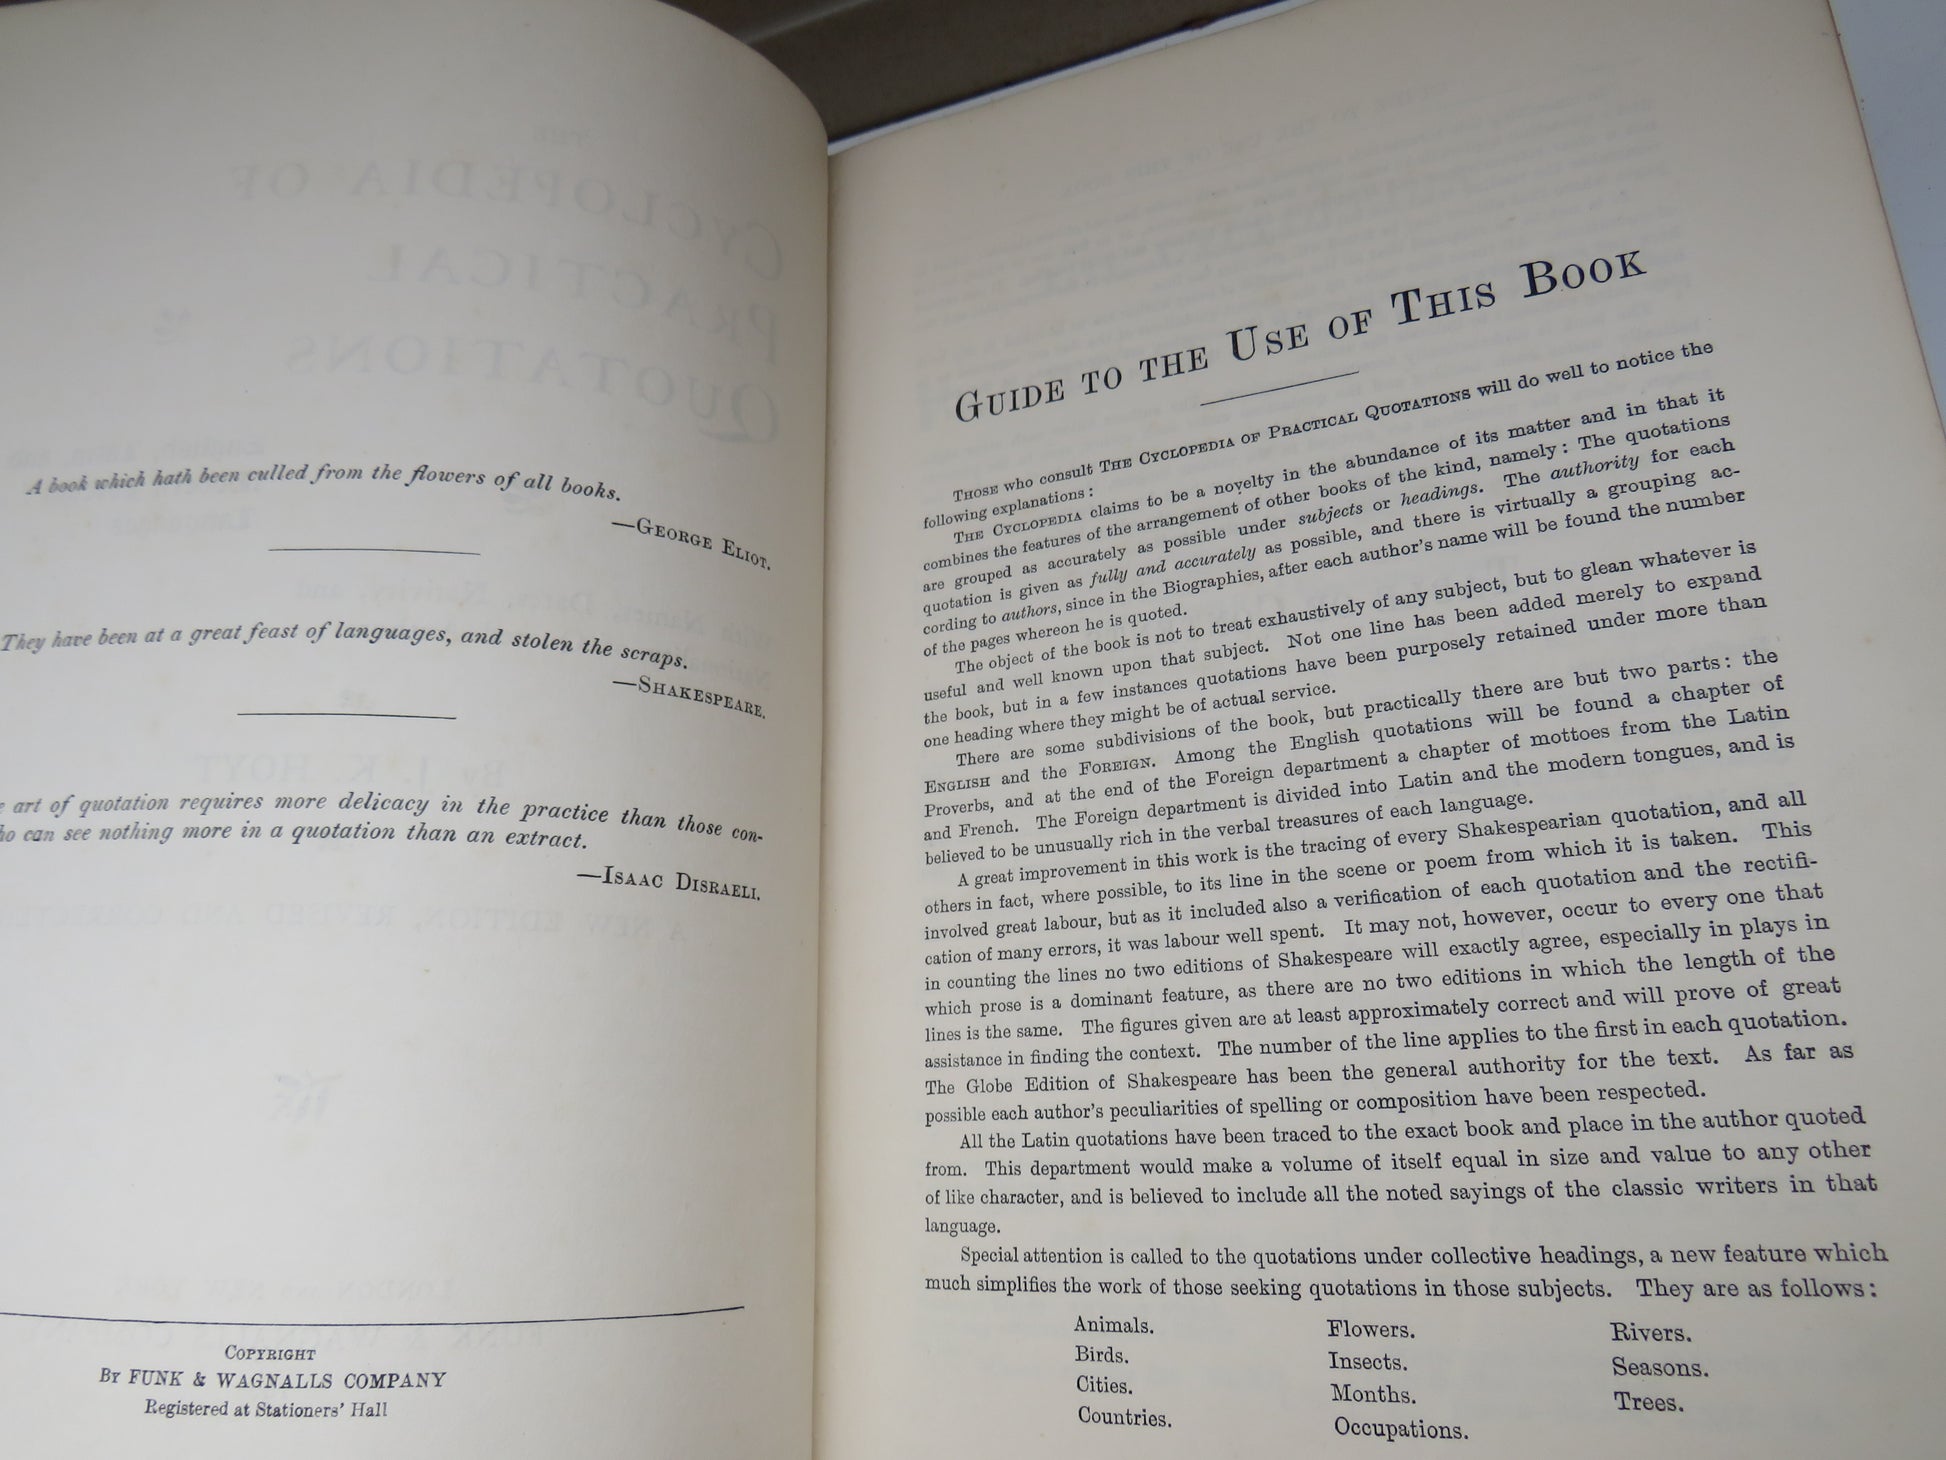 A book which hath been culled from the flowers of all books.
—George Eliot.
They have been at a great feast of languages, and stolen the scraps.
—Shakespeare.
art of quotation requires more delicacy in the practice than those con-
can see nothing more in a quotation than an extract.
—Isaac Disraeli.
Copyright
By FUNK & WAGNALLS COMPANY
Registered at Stationers' Hall
Guide to the Use of This Book
Those who consult The Cyclopedia of Practical Quotations will do well to notice the
following explanations:
The Cyclopedia claims to be a novelty in the abundance of its matter and in that it
combines the features of the arrangement of other books of the kind, namely: The quotations
are grouped as accurately as possible under subjects or headings. The authority for each
quotation is given as fully and accurately as possible, and there is virtually a grouping ac-
cording to authors, since in the Biographies, after each author's name will be found the number
of the pages whereon he is quoted.
The object of the book is not to treat exhaustively of any subject, but to glean whatever is
useful and well known upon that subject. Not one line has been added merely to expand
the book, but in a few instances quotations have been purposely retained under more than
one heading where they might be of actual service.
There are some subdivisions of the book, but practically there are but two parts: the
English and the Foreign. Among the English quotations will be found a chapter of
Proverbs, and at the end of the Foreign department a chapter of mottoes from the Latin
and French. The Foreign department is divided into Latin and the modern tongues, and is
believed to be unusually rich in the verbal treasures of each language.
A great improvement in this work is the tracing of every Shakespearian quotation, and all
others in fact, where possible, to its line in the scene or poem from which it is taken. This
involved great labour, but as it included also a verification of each quotation and the rectifi-
cation of many errors, it was labour well spent. It may not, however, occur to every one that
in counting the lines no two editions of Shakespeare will exactly agree, especially in plays in
which prose is a dominant feature, as there are no two editions in which the length of the
lines is the same. The figures given are at least approximately correct and will prove of great
assistance in finding the context. The number of the line applies to the first in each quotation.
The Globe Edition of Shakespeare has been the general authority for the text. As far as
possible each author's peculiarities of spelling or composition have been respected.
All the Latin quotations have been traced to the exact book and place in the author quoted
from. This department would make a volume of itself equal in size and value to any other
of like character, and is believed to include all the noted sayings of the classic writers in that
language.
Special attention is called to the quotations under collective headings, a new feature which
much simplifies the work of those seeking quotations in those subjects. They are as follows:
Animals. Flowers. Rivers.
Birds. Insects. Seasons.
Cities. Months. Trees.
Countries. Occupations.